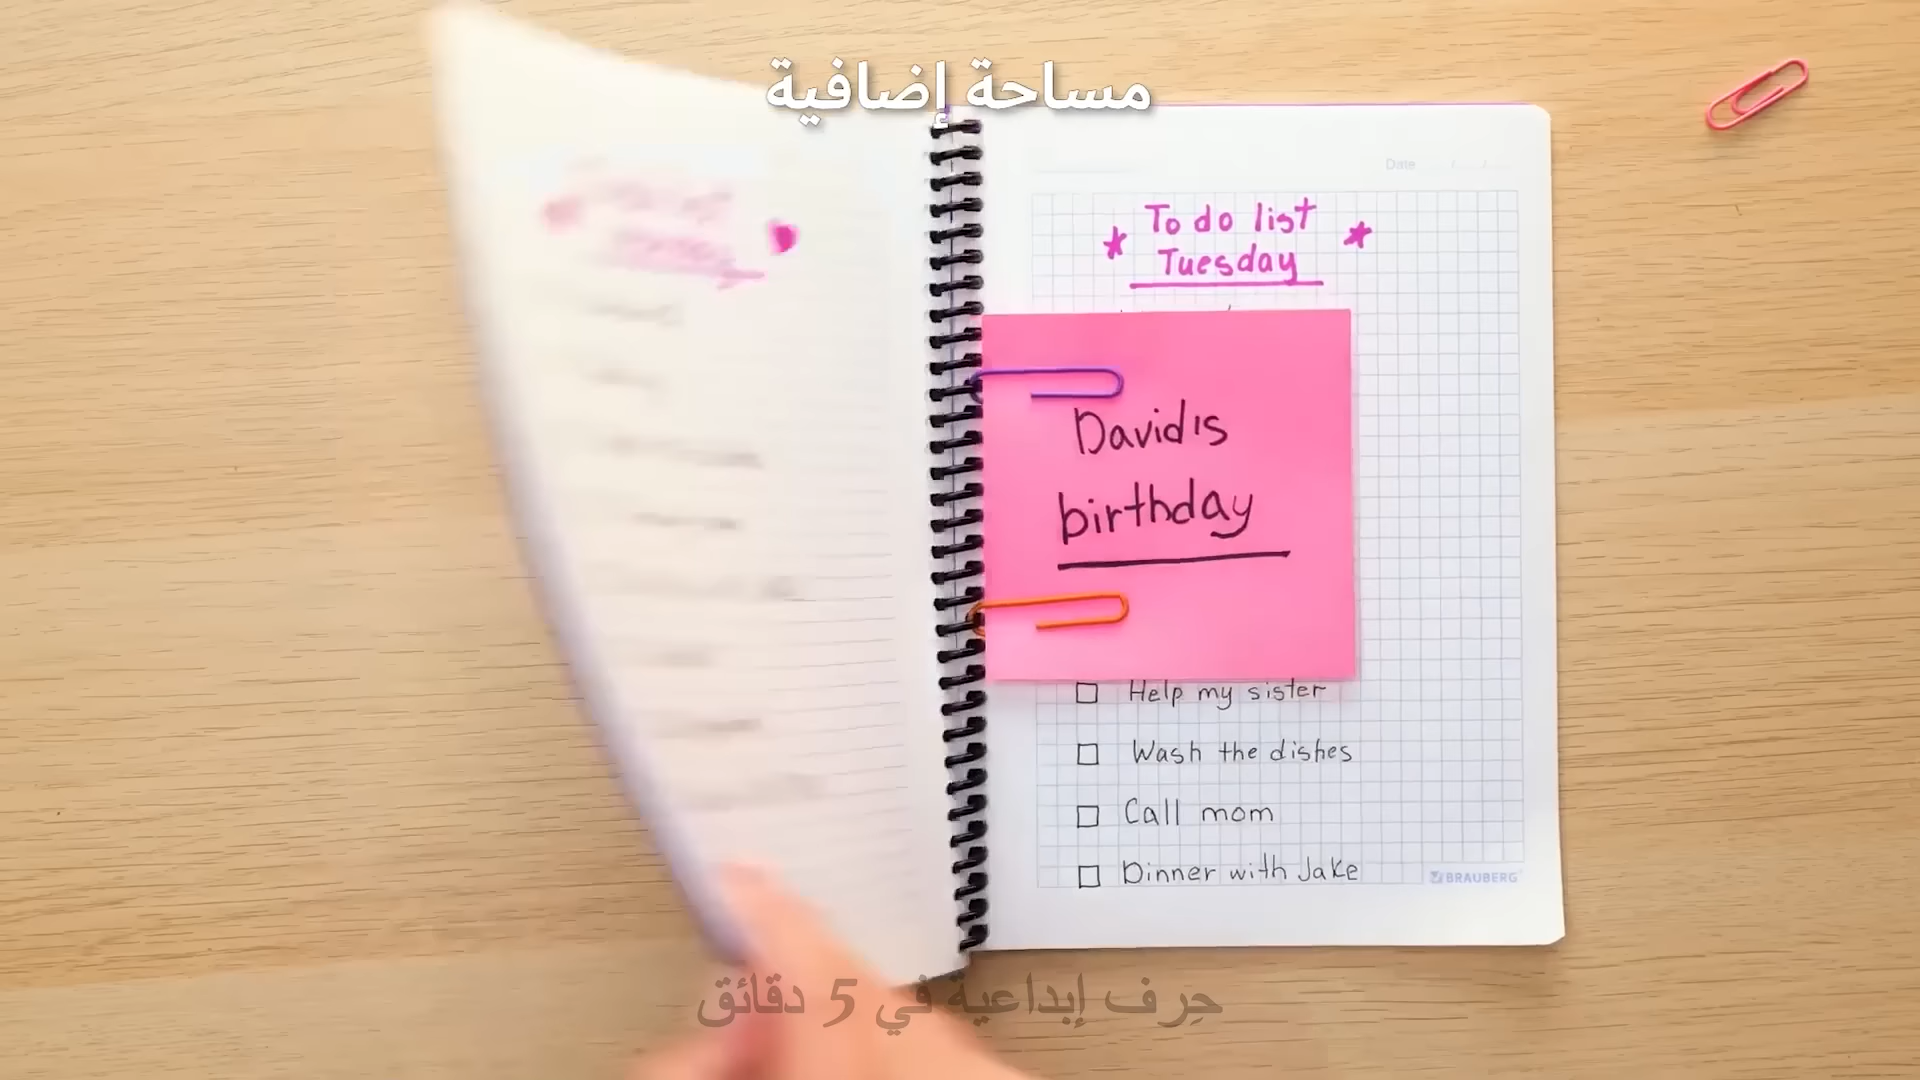 مساحة إضافية
Date / /
To do list
Tuesday
David's
birthday
Help my sister
Wash the dishes
Call mom
Dinner with Jake
BRAUBERG
حِرف إبداعية في 5 دقائق